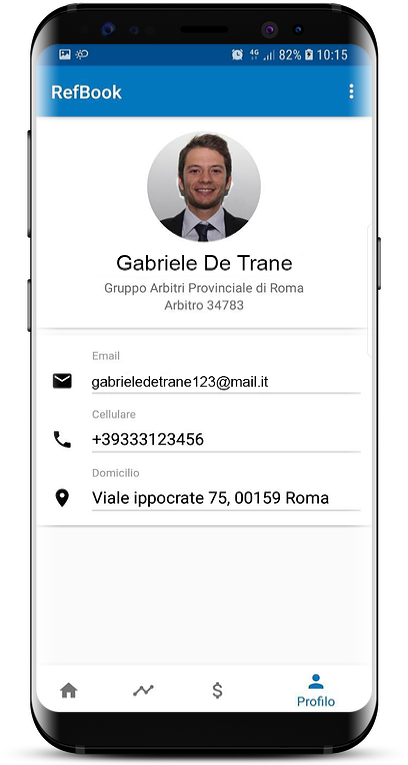 4G 82% 10:15
RefBook
Gabriele De Trane
Gruppo Arbitri Provinciale di Roma
Arbitro 34783
Email
gabrieledetrane123@mail.it
Cellulare
+39333123456
Domicilio
Viale ippocrate 75, 00159 Roma
$
Profilo